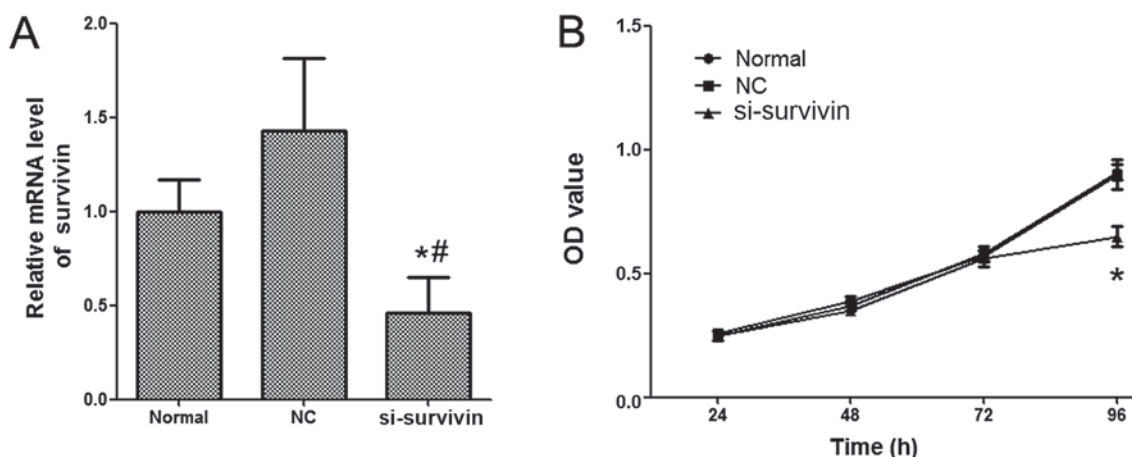 A
Relative mRNA level
of survivin
2.0
1.5
1.0
0.5
0.0
*#
Normal NC si-survivin
B
OD value
1.5
1.0
0.5
0.0
Normal
NC
si-survivin
*
24 48 72 96
Time (h)